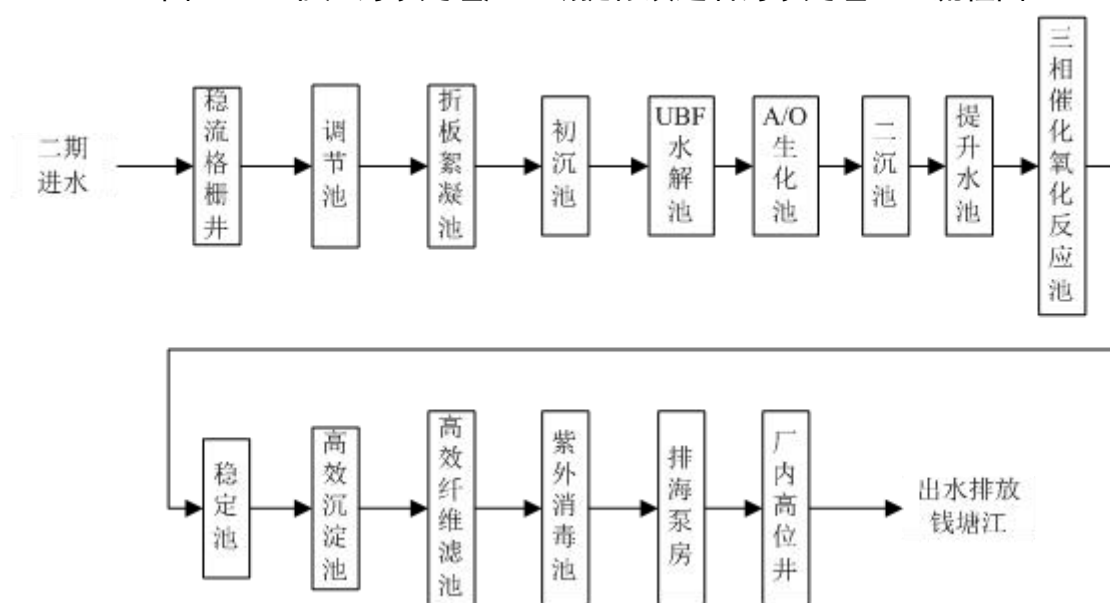 二期
进水
稳流格栅井
调节池
折板絮凝池
初沉池
UBF
水解池
A/O
生化池
二沉池
提升水池
三相催化氧化反应池
稳定池
高效沉淀池
高效纤维滤池
紫外消毒池
排海泵房
厂内高位井
出水排放
钱塘江